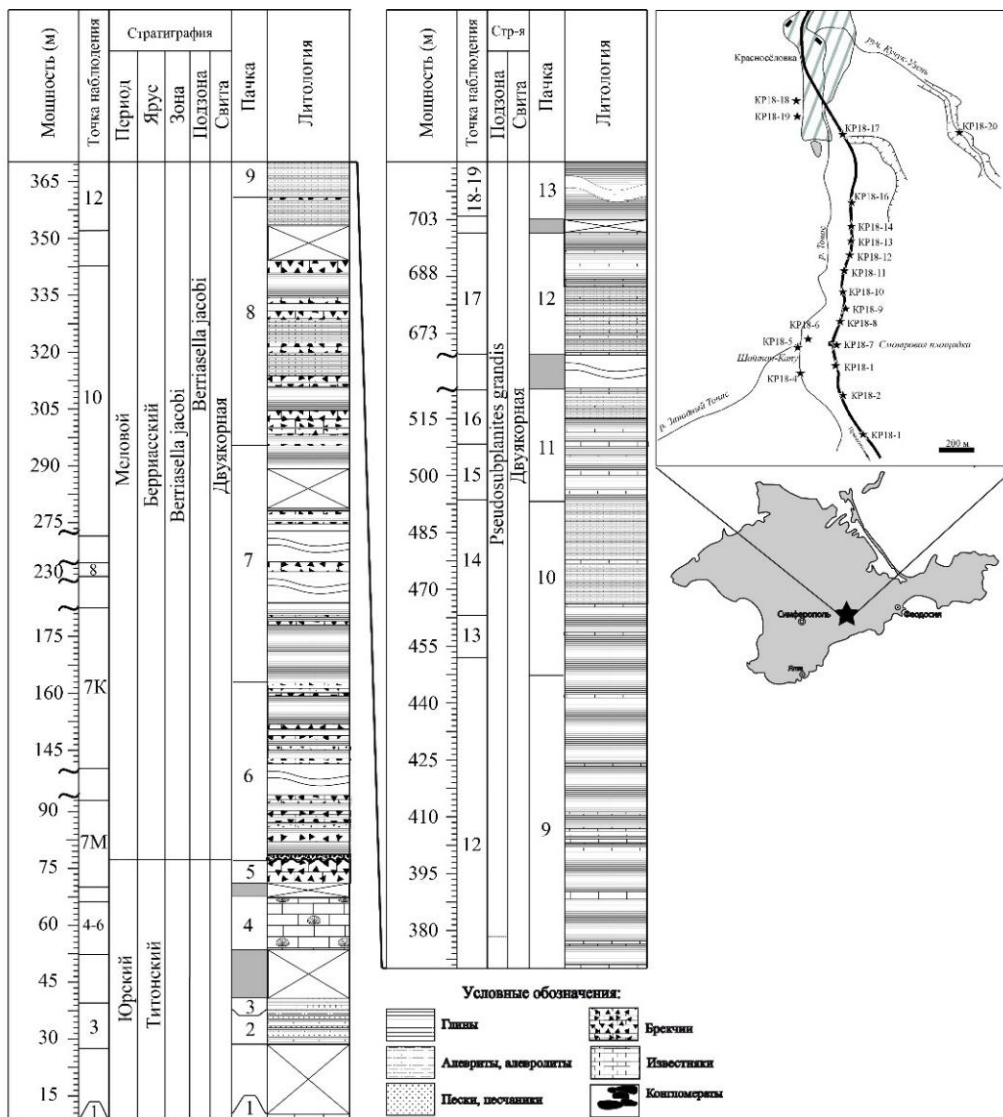 Мощность (м)
Точка наблюдения
Стратиграфия
Период
Ярус
Зона
Подзона
Свита
Пачка
Литология
365
350
335
320
305
290
275
230
175
160
145
90
75
60
45
30
15
12
10
8
7К
7М
4-6
3
1
Меловой
Юрский
Берриасский
Титонский
Berriasella jacobi
Berriasella jacobi
Двуякорная
9
8
7
6
5
4
3
2
1
Мощность (м)
Точка наблюдения
Стр-я
Подзона
Свита
Пачка
Литология
703
688
673
515
500
485
470
455
440
425
410
395
380
18-19
17
16
15
14
13
12
Pseudosubplanites grandis
Двуякорная
13
12
11
10
9
Красносёловка
руч. Кучук-Узень
КР18-18
КР18-19
КР18-17
КР18-20
КР18-16
р. Тонас
КР18-14
КР18-13
КР18-12
КР18-11
КР18-10
КР18-9
КР18-8
КР18-6
КР18-5
КР18-7 Смотровая площадка
Шайтан-Капу
КР18-1
КР18-4
КР18-2
р. Западный Тонас
КР18-1
200 м
Симферополь
Феодосия
Ялта
Условные обозначения:
Глины
Брекчии
Алевриты, алевролиты
Известняки
Пески, песчаники
Конгломераты